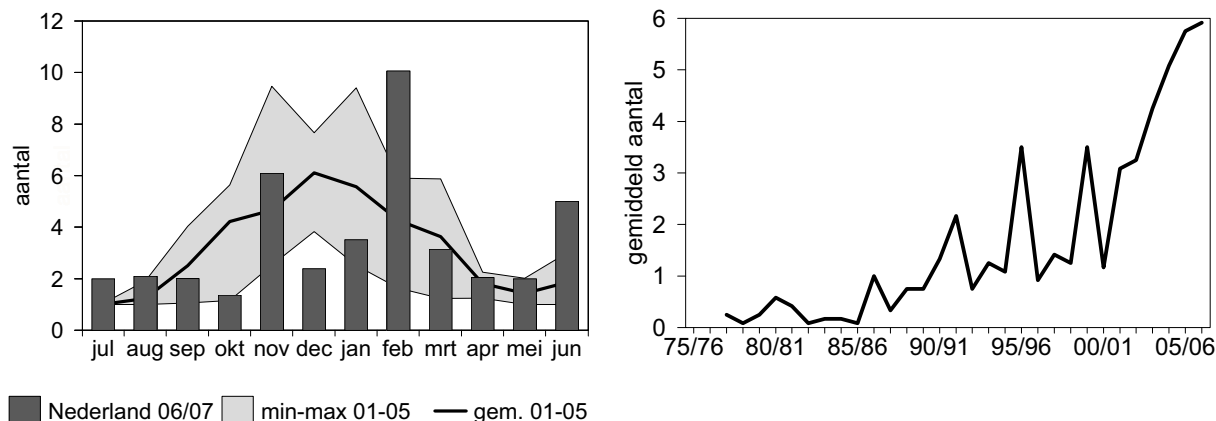 12
10
8
6
4
2
0
aantal
jul aug sep okt nov dec jan feb mrt apr mei jun
Nederland 06/07 min-max 01-05 gem. 01-05
6
5
4
3
2
1
0
gemiddeld aantal
75/76 80/81 85/86 90/91 95/96 00/01 05/06